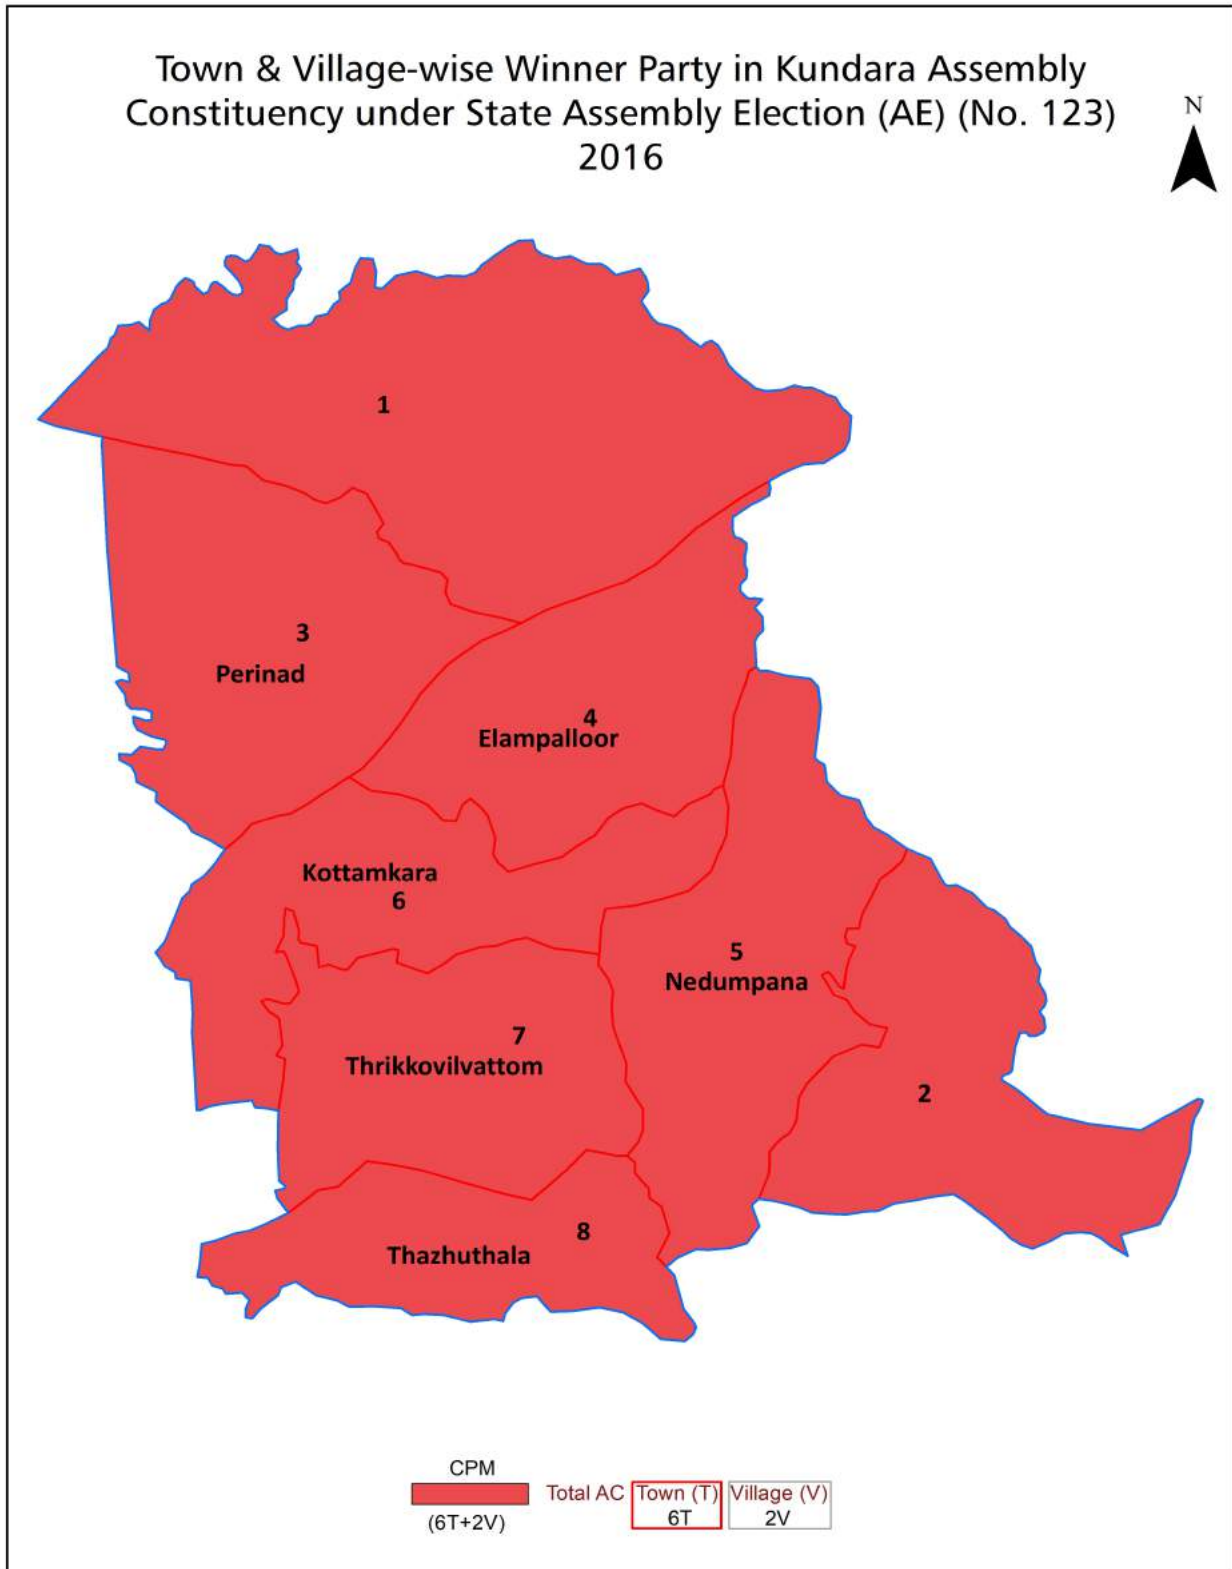 Town & Village-wise Winner Party in Kundara Assembly
Constituency under State Assembly Election (AE) (No. 123)
2016
N
1
3
Perinad
4
Elampalloor
Kottamkara
6
5
Nedumpana
7
Thrikkovilvattom
2
8
Thazhuthala
CPM
Total AC Town (T) Village (V)
(6T+2V) 6T 2V